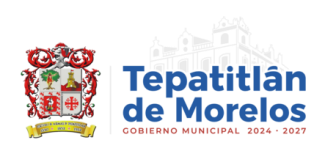 Tepatitlán
de Morelos
GOBIERNO MUNICIPAL 2024 · 2027